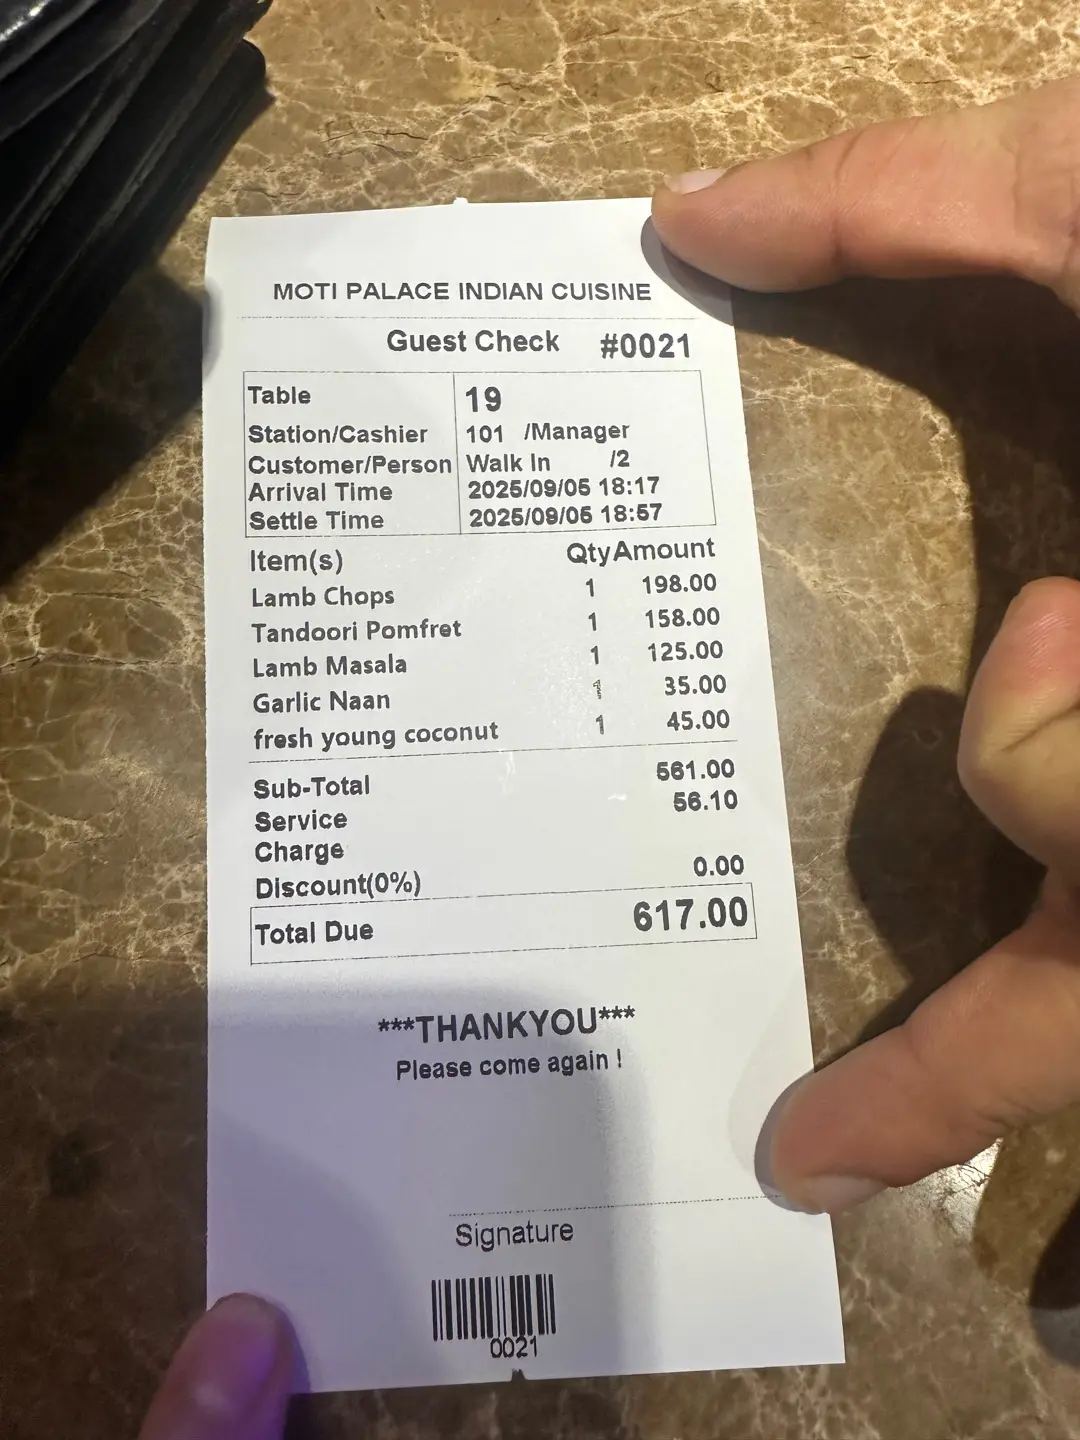 MOTI PALACE INDIAN CUISINE
Guest Check #0021
Table 19
Station/Cashier 101 /Manager
Customer/Person Walk In /2
Arrival Time 2025/09/05 18:17
Settle Time 2025/09/05 18:57
Item(s) Qty Amount
Lamb Chops 1 198.00
Tandoori Pomfret 1 158.00
Lamb Masala 1 125.00
Garlic Naan 1 35.00
fresh young coconut 1 45.00
Sub-Total 561.00
Service 56.10
Charge
Discount(0%) 0.00
Total Due 617.00
***THANKYOU***
Please come again !
Signature
0021